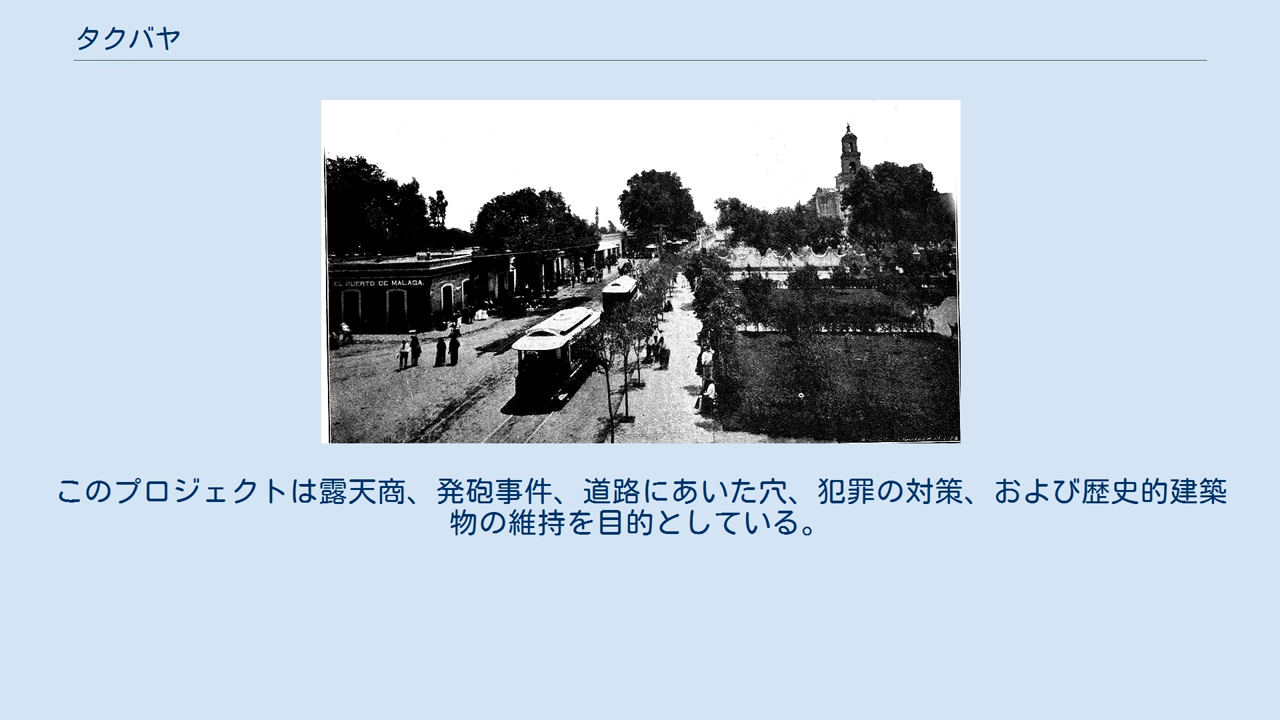 タクバヤ
EL PUERTO DE MALAGA.
このプロジェクトは露天商、発砲事件、道路にあいた穴、犯罪の対策、および歴史的建築
物の維持を目的としている。